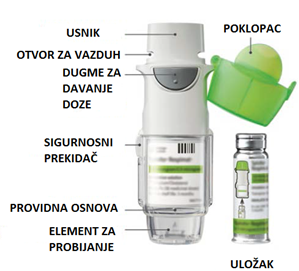 USNIK
POKLOPAC
OTVOR ZA VAZDUH
DUGME ZA
DAVANJE
DOZE
SIGURNOSNI
PREKIDAČ
PROVIDNA OSNOVA
ELEMENT ZA
PROBIJANJE
ULOŽAK